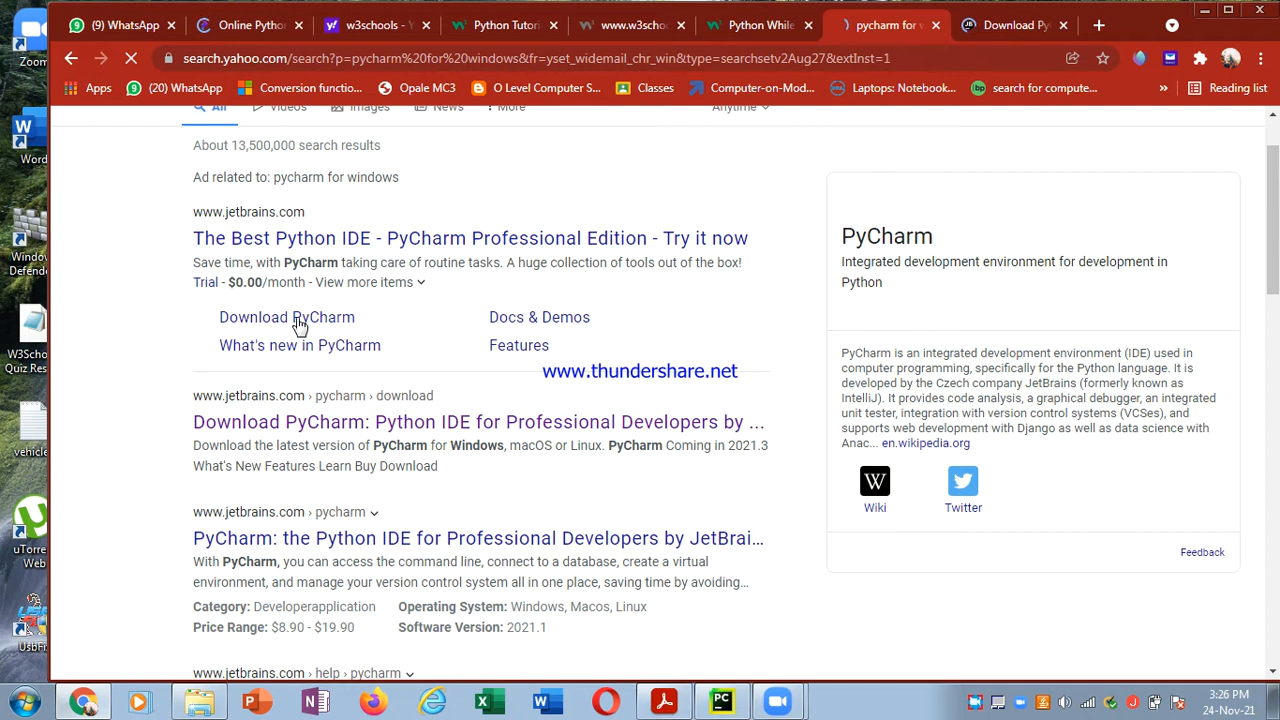 (9) WhatsApp
Online Python
w3schools - Y
Python Tutori
www.w3schoo
Python While
pycharm for w
Download Py
search.yahoo.com/search?p=pycharm%20for%20windows&fr=yset_widemail_chr_win&type=searchsetv2Aug27&extInst=1
Apps
(20) WhatsApp
Conversion functi...
Opale MC3
O Level Computer S...
Classes
Computer-on-Mod...
Laptops: Notebook...
search for compute...
»
Reading list
Zoom
Word
Window
Defende
W3Scho
Quiz Res
vehicle
uTorre
Web
UsbFix
All
Videos
Images
News
More
Anytime
About 13,500,000 search results
Ad related to: pycharm for windows
www.jetbrains.com
The Best Python IDE - PyCharm Professional Edition - Try it now
Save time, with PyCharm taking care of routine tasks. A huge collection of tools out of the box!
Trial - $0.00/month - View more items
Download PyCharm
Docs & Demos
What's new in PyCharm
Features
www.thundershare.net
www.jetbrains.com › pycharm › download
Download PyCharm: Python IDE for Professional Developers by ...
Download the latest version of PyCharm for Windows, macOS or Linux. PyCharm Coming in 2021.3
What's New Features Learn Buy Download
www.jetbrains.com › pycharm
PyCharm: the Python IDE for Professional Developers by JetBrai...
With PyCharm, you can access the command line, connect to a database, create a virtual
environment, and manage your version control system all in one place, saving time by avoiding...
Category: Developerapplication
Operating System: Windows, Macos, Linux
Price Range: $8.90 - $19.90
Software Version: 2021.1
www.jetbrains.com › help › pycharm
PyCharm
Integrated development environment for development in
Python
PyCharm is an integrated development environment (IDE) used in
computer programming, specifically for the Python language. It is
developed by the Czech company JetBrains (formerly known as
IntelliJ). It provides code analysis, a graphical debugger, an integrated
unit tester, integration with version control systems (VCSes), and
supports web development with Django as well as data science with
Anac... en.wikipedia.org
W
Wiki
Twitter
Feedback
3:26 PM
24-Nov-21